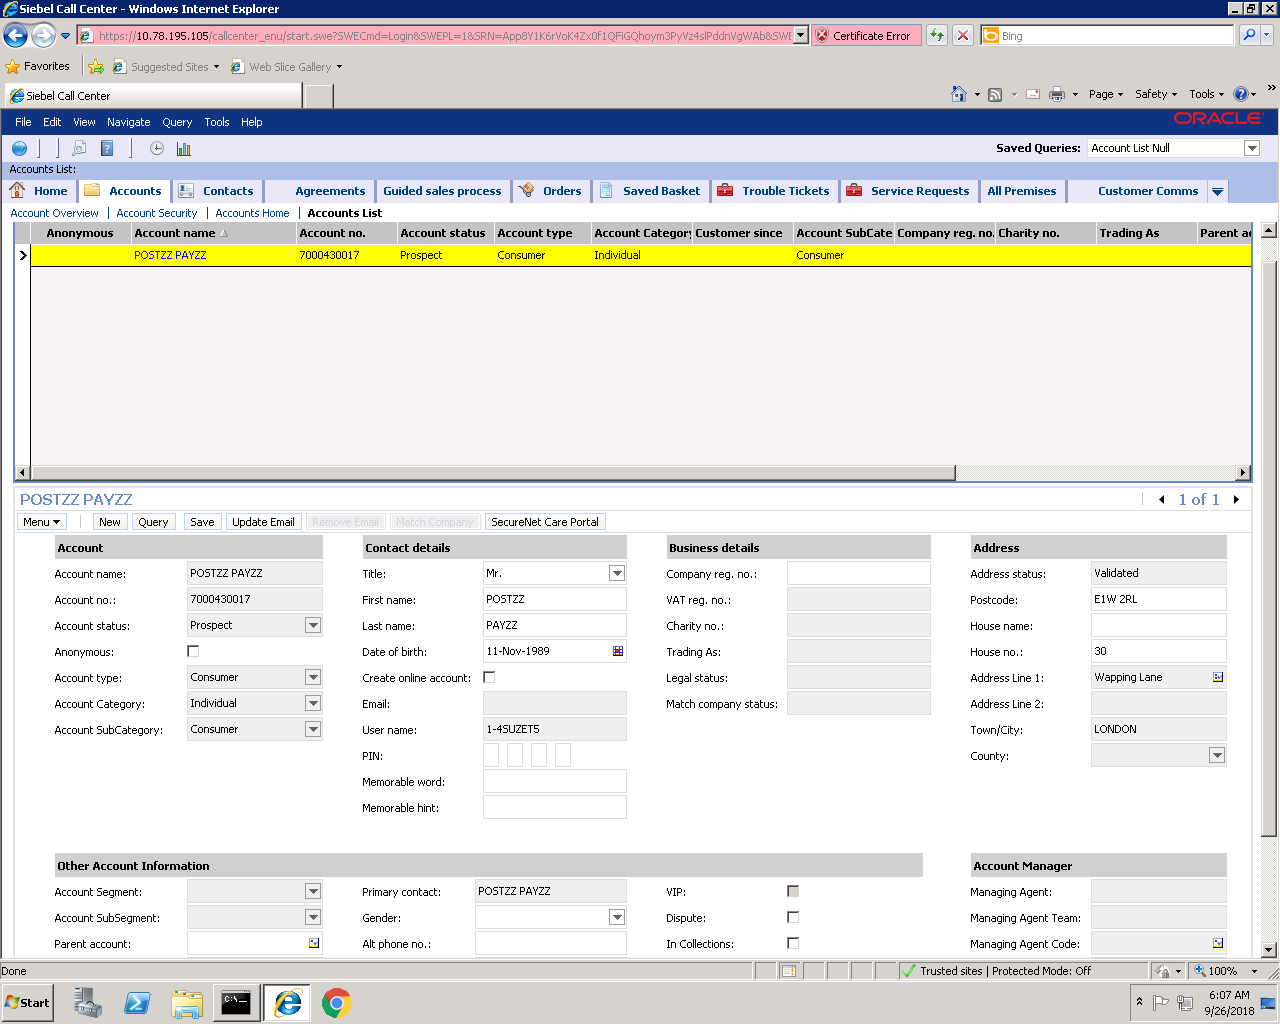 Siebel Call Center - Windows Internet Explorer
https://10.78.195.105/callcenter_enu/start.swe?SWECmd=Login&SWEPL=1&SRN= Certificate Error Bing
Favorites Suggested Sites Web Slice Gallery
Siebel Call Center Page Safety Tools
File Edit View Navigate Query Tools Help ORACLE
Saved Queries: Account List Null
Accounts List:
Home Accounts Contacts Agreements Guided sales process Orders Saved Basket Trouble Tickets Service Requests All Premises Customer Comms
Account Overview | Account Security | Accounts Home | Accounts List
Anonymous Account name Account no. Account status Account type Account Category Customer since Account SubCate Company reg. no. Charity no. Trading As Parent ac
POSTZZ PAYZZ 7000430017 Prospect Consumer Individual Consumer
POSTZZ PAYZZ 1 of 1
Menu New Query Save Update Email Remove Email Match Company SecureNet Care Portal
Account Contact details Business details Address
Account name: POSTZZ PAYZZ Title: Mr. Company reg. no.: Address status: Validated
Account no.: 7000430017 First name: POSTZZ VAT reg. no.: Postcode: E1W 2RL
Account status: Prospect Last name: PAYZZ Charity no.: House name:
Anonymous: Date of birth: 11-Nov-1989 Trading As: House no.: 30
Account type: Consumer Create online account: Legal status: Address Line 1: Wapping Lane
Account Category: Individual Email: Match company status: Address Line 2:
Account SubCategory: Consumer User name: 1-4SUZET5 Town/City: LONDON
PIN: County:
Memorable word:
Memorable hint:
Other Account Information Account Manager
Account Segment: Primary contact: POSTZZ PAYZZ VIP: Managing Agent:
Account SubSegment: Gender: Dispute: Managing Agent Team:
Parent account: Alt phone no.: In Collections: Managing Agent Code:
Done Trusted sites | Protected Mode: Off 100%
Start 6:07 AM
9/26/2018